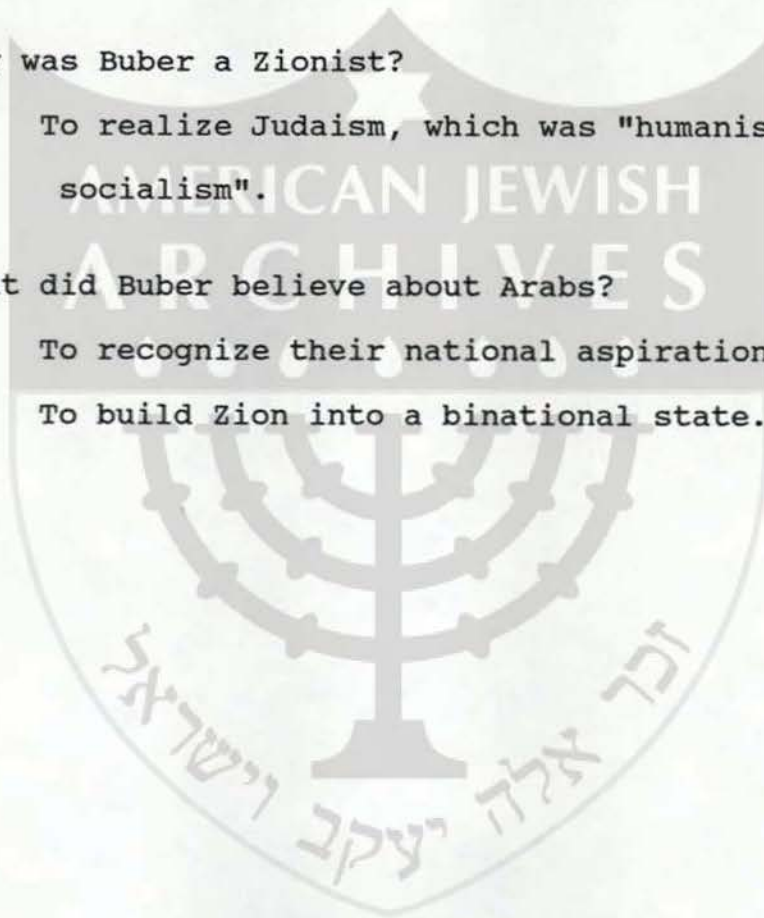 was Buber a Zionist?
To realize Judaism, which was "humanis
socialism".
AMERICAN JEWISH
ARCHIVES
t did Buber believe about Arabs?
To recognize their national aspiration
To build Zion into a binational state.
זכר אלה יעקב וישראל